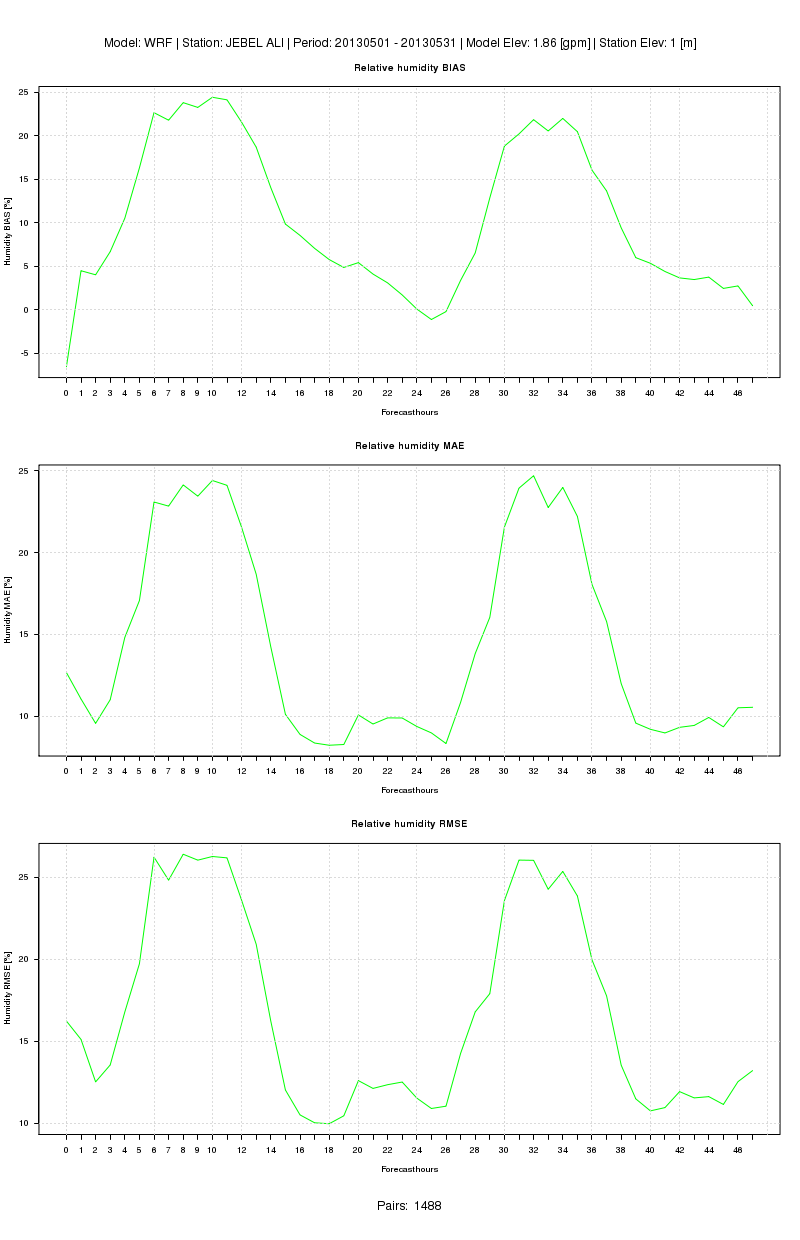 Model: WRF | Station: JEBEL ALI | Period: 20130501 - 20130531 | Model Elev: 1.86 [gpm] | Station Elev: 1 [m]
Relative humidity BIAS
25
20
15
10
5
0
-5
Humidity BIAS [%]
0 1 2 3 4 5 6 7 8 9 10 12 14 16 18 20 22 24 26 28 30 32 34 36 38 40 42 44 46
Forecasthours
Relative humidity MAE
25
20
15
10
Humidity MAE [%]
0 1 2 3 4 5 6 7 8 9 10 12 14 16 18 20 22 24 26 28 30 32 34 36 38 40 42 44 46
Forecasthours
Relative humidity RMSE
25
20
15
10
Humidity RMSE [%]
0 1 2 3 4 5 6 7 8 9 10 12 14 16 18 20 22 24 26 28 30 32 34 36 38 40 42 44 46
Forecasthours
Pairs: 1488